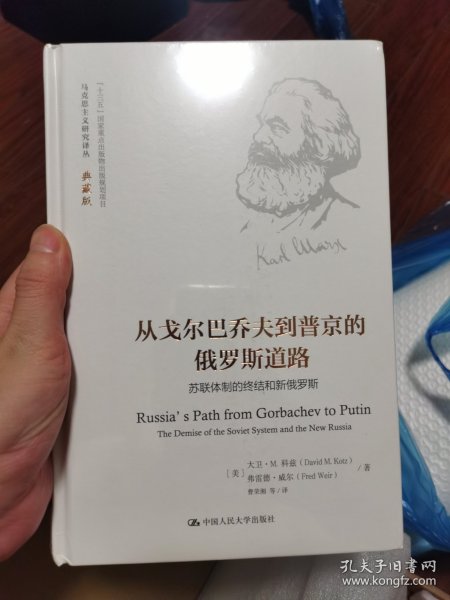 "十三五"国家重点出版物出版规划项目
马克思主义研究译丛 典藏版
Karl Marx
从戈尔巴乔夫到普京的
俄罗斯道路
苏联体制的终结和新俄罗斯
Russia's Path from Gorbachev to Putin
The Demise of the Soviet System and the New Russia
[美] 大卫·M. 科兹（David M. Kotz）
弗雷德·威尔（Fred Weir） /著
曹荣湘 等/译
中国人民大学出版社
孔夫子旧书网
www.kongfz.com